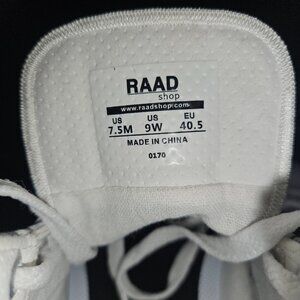 RAAD
shop
www.raadshop.com
US US EU
7.5M 9W 40.5
MADE IN CHINA
0170